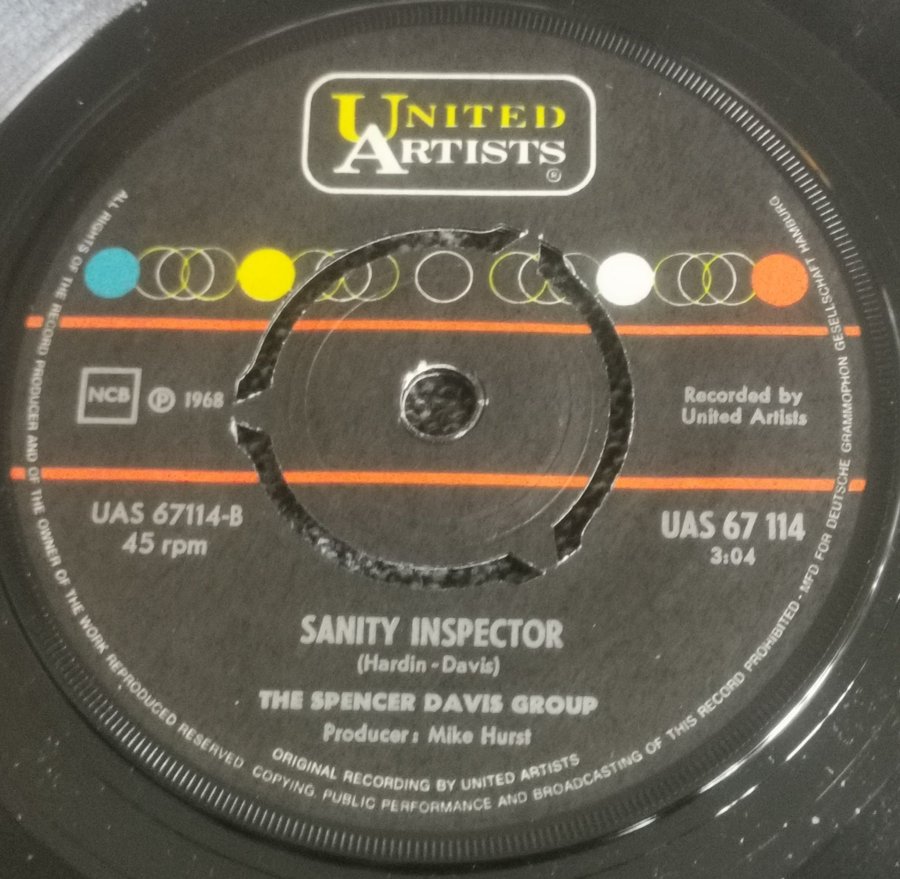 UNITED
ARTISTS
®
NCB
℗ 1968
Recorded by
United Artists
UAS 67114-B
45 rpm
UAS 67 114
3:04
SANITY INSPECTOR
(Hardin - Davis)
THE SPENCER DAVIS GROUP
Producer: Mike Hurst
ORIGINAL RECORDING BY UNITED ARTISTS
ALL RIGHTS OF THE RECORD PRODUCER AND OF THE OWNER OF THE WORK REPRODUCED RESERVED COPYING PUBLIC PERFORMANCE AND BROADCASTING OF THIS RECORD PROHIBITED - MFD FOR DEUTSCHE GRAMMOPHON GESELLSCHAFT HAMBURG